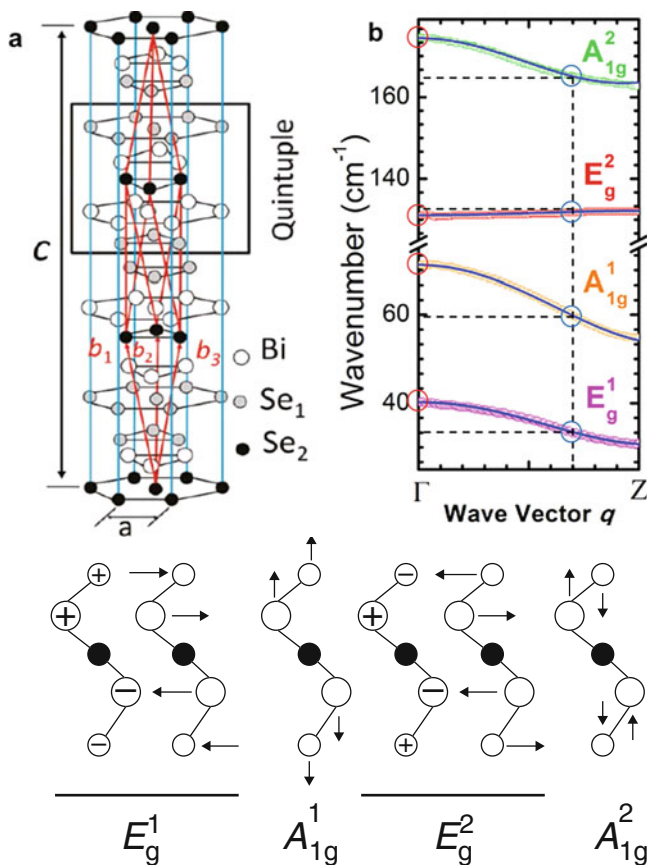 a
C
Quintuple
b₁ b₂ b₃
Bi
Se₁
Se₂
a
b
Wavenumber (cm⁻¹)
160
130
60
40
A²₁g
E²g
A¹₁g
E¹g
Γ Z
Wave Vector q
+ − 
+ +
− −
− +
E¹g A¹₁g E²g A²₁g